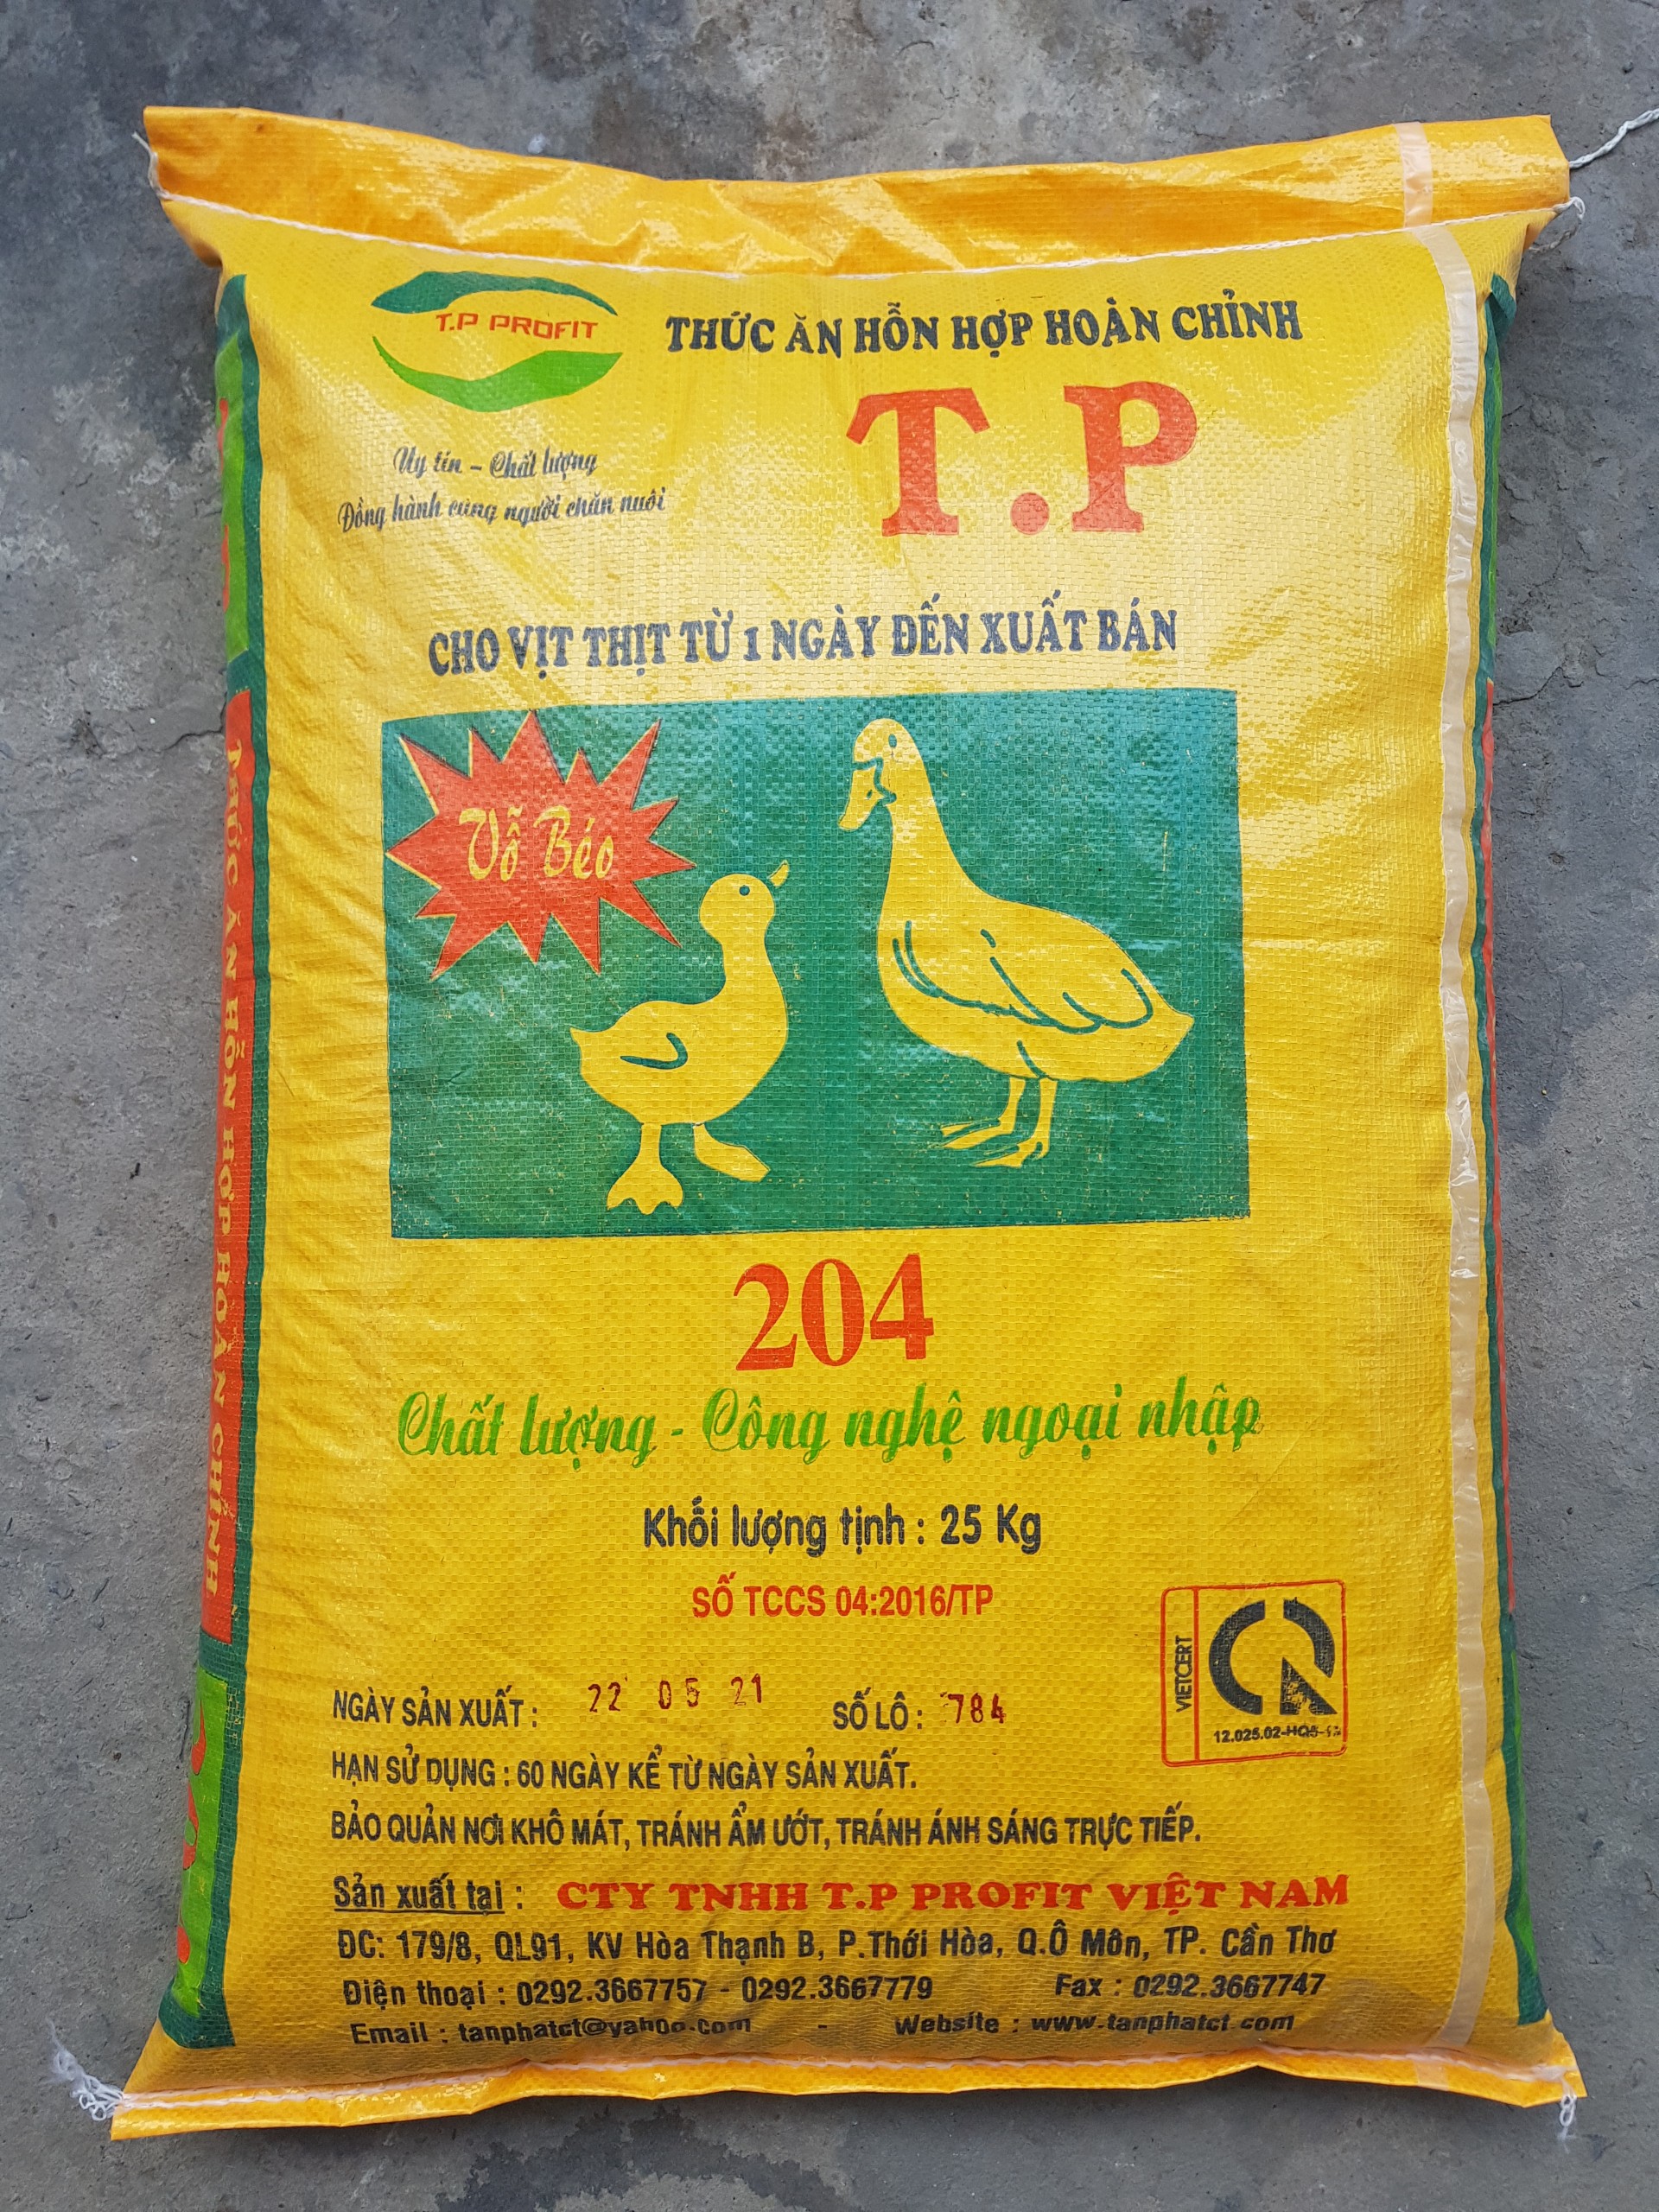 T.P PROFIT
THỨC ĂN HỖN HỢP HOÀN CHỈNH
T.P
Uy tín - Chất lượng
Đồng hành cùng người chăn nuôi
CHO VỊT THỊT TỪ 1 NGÀY ĐẾN XUẤT BÁN
Vỗ Béo
204
Chất lượng - Công nghệ ngoại nhập
Khối lượng tịnh : 25 Kg
SỐ TCCS 04:2016/TP
VIETCERT
NGÀY SẢN XUẤT : 22 05 21 SỐ LÔ : 784
HẠN SỬ DỤNG : 60 NGÀY KỂ TỪ NGÀY SẢN XUẤT.
BẢO QUẢN NƠI KHÔ MÁT, TRÁNH ẨM ƯỚT, TRÁNH ÁNH SÁNG TRỰC TIẾP.
Sản xuất tại : CTY TNHH T.P PROFIT VIỆT NAM
ĐC: 179/8, QL91, KV Hòa Thạnh B, P.Thới Hòa, Q.Ô Môn, TP. Cần Thơ
Điện thoại : 0292.3667757 - 0292.3667779 Fax : 0292.3667747
Email : tanphatct@yahoo.com - Website : www.tanphatct.com
THỨC ĂN HỖN HỢP HOÀN CHỈNH